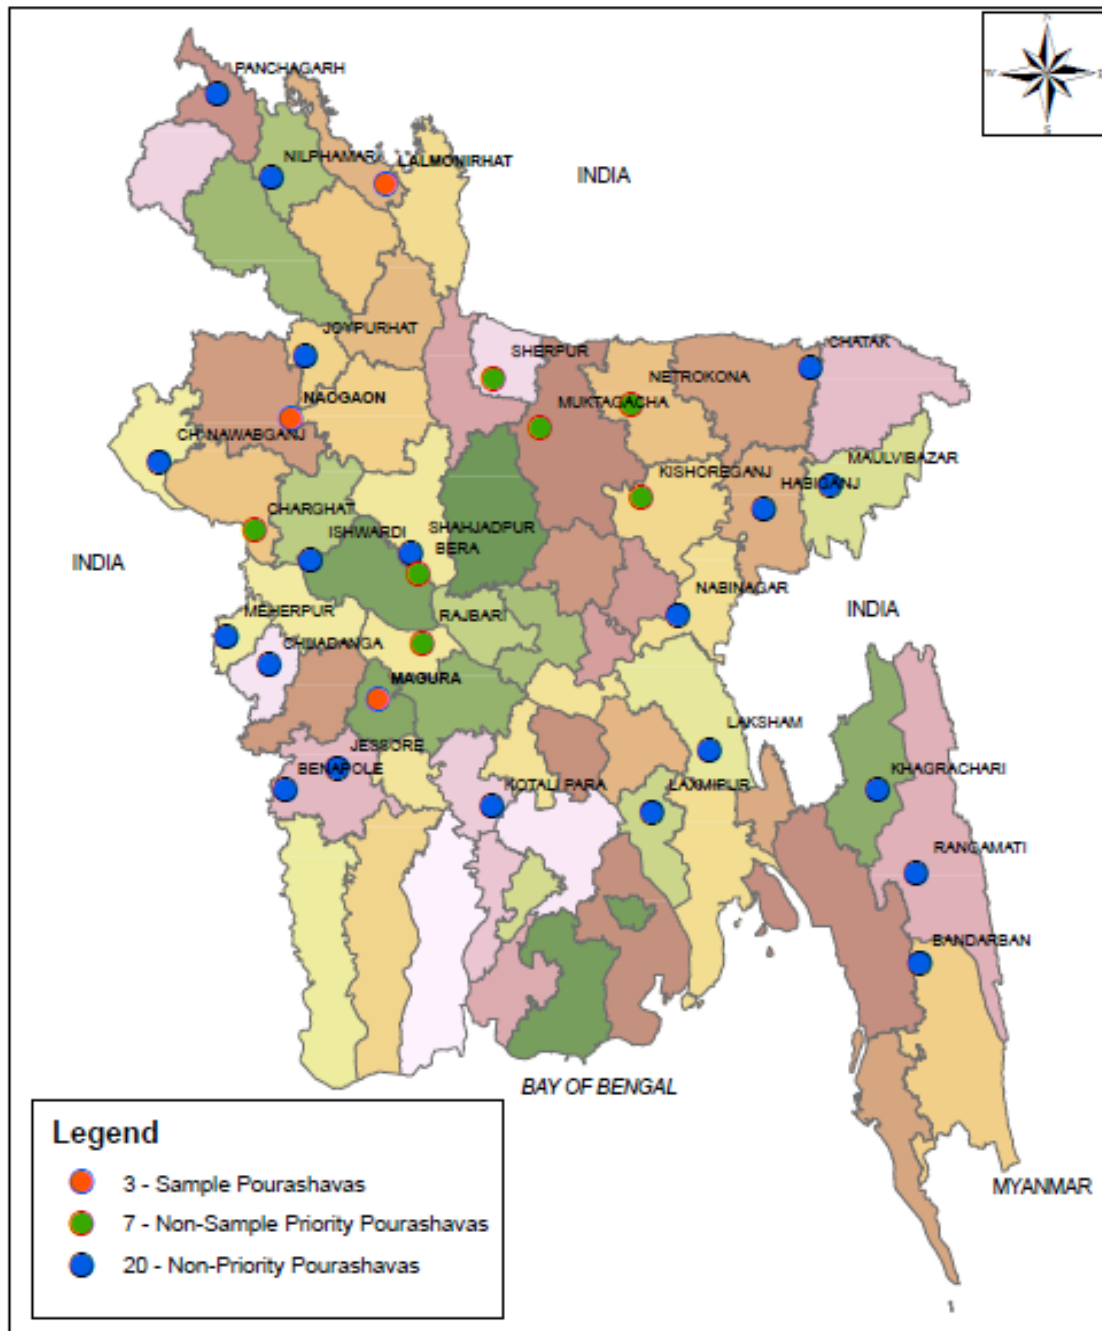 N
W
E
S
PANCHAGARH
NILPHAMARI
LALMONIRHAT
INDIA
JOYPURHAT
SHERPUR
CHATAK
NETROKONA
NAOGAON
MUKTAGACHA
CH. NAWABGANJ
MAULVIBAZAR
KISHOREGANJ
HABIGANJ
CHARGHAT
SHAHJADPUR
ISHWARDI
BERA
INDIA
NABINAGAR
INDIA
MEHERPUR
RAJBARI
CHUADANGA
MAGURA
LAKSHAM
JESSORE
BENAPOLE
KHAGRACHARI
KOTALI PARA
LAXMIPUR
RANGAMATI
BANDARBAN
BAY OF BENGAL
MYANMAR
Legend
3 - Sample Pourashavas
7 - Non-Sample Priority Pourashavas
20 - Non-Priority Pourashavas